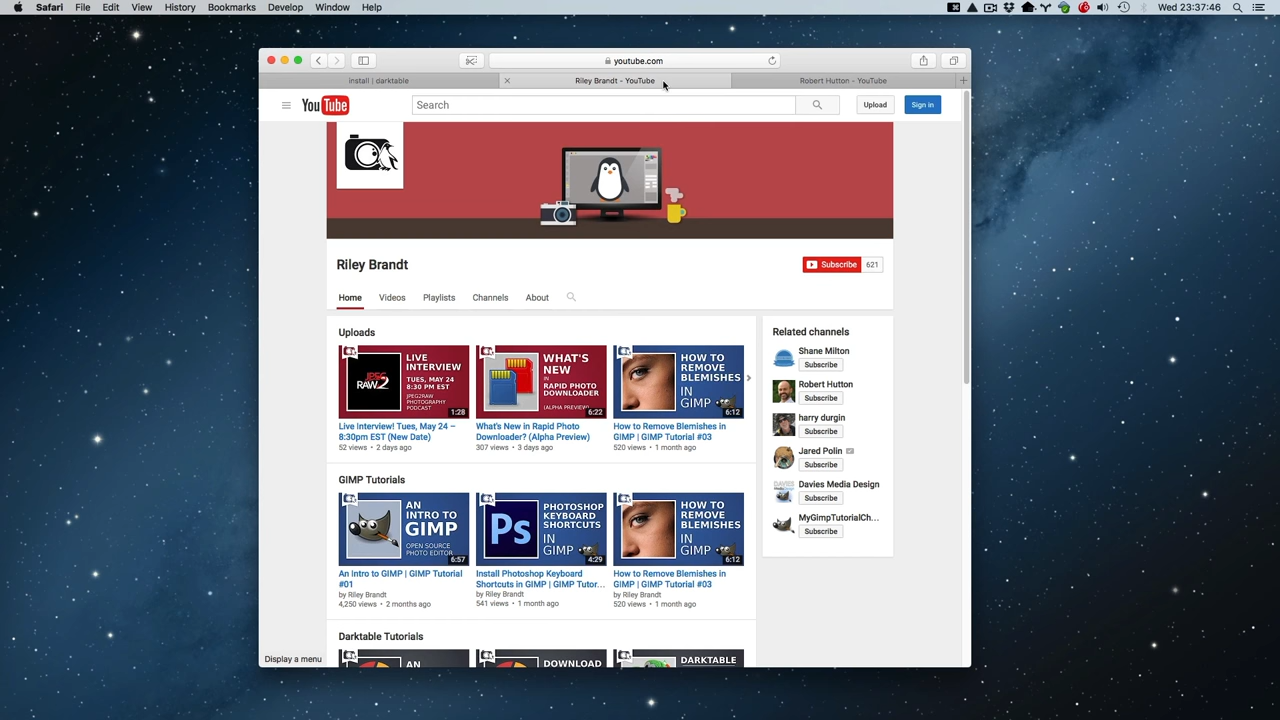 Safari File Edit View History Bookmarks Develop Window Help
Wed 23:37:46
youtube.com
install | darktable
Riley Brandt - YouTube
Robert Hutton - YouTube
YouTube
Search
Upload
Sign in
Riley Brandt
Subscribe 621
Home Videos Playlists Channels About
Uploads
LIVE
INTERVIEW
TUES, MAY 24
8:30 PM EST
JPEG2RAW
PHOTOGRAPHY
PODCAST
1:28
Live Interview! Tues, May 24 –
8:30pm EST (New Date)
52 views • 2 days ago
WHAT'S
NEW
RAPID PHOTO
DOWNLOADER
(ALPHA PREVIEW)
6:22
What's New in Rapid Photo
Downloader? (Alpha Preview)
307 views • 3 days ago
HOW TO
REMOVE
BLEMISHES
IN
GIMP
6:12
How to Remove Blemishes in
GIMP | GIMP Tutorial #03
520 views • 1 month ago
GIMP Tutorials
AN
INTRO TO
GIMP
OPEN SOURCE
PHOTO EDITOR
6:57
An Intro to GIMP | GIMP Tutorial
#01
by Riley Brandt
4,250 views • 2 months ago
Ps
PHOTOSHOP
KEYBOARD
SHORTCUTS
IN
GIMP
4:29
Install Photoshop Keyboard
Shortcuts in GIMP | GIMP Tutor...
by Riley Brandt
541 views • 1 month ago
HOW TO
REMOVE
BLEMISHES
IN
GIMP
6:12
How to Remove Blemishes in
GIMP | GIMP Tutorial #03
by Riley Brandt
520 views • 1 month ago
Darktable Tutorials
AN
DOWNLOAD
DARKTABLE
Related channels
Shane Milton
Subscribe
Robert Hutton
Subscribe
harry durgin
Subscribe
Jared Polin
Subscribe
Davies Media Design
Subscribe
MyGimpTutorialCh...
Subscribe
Display a menu